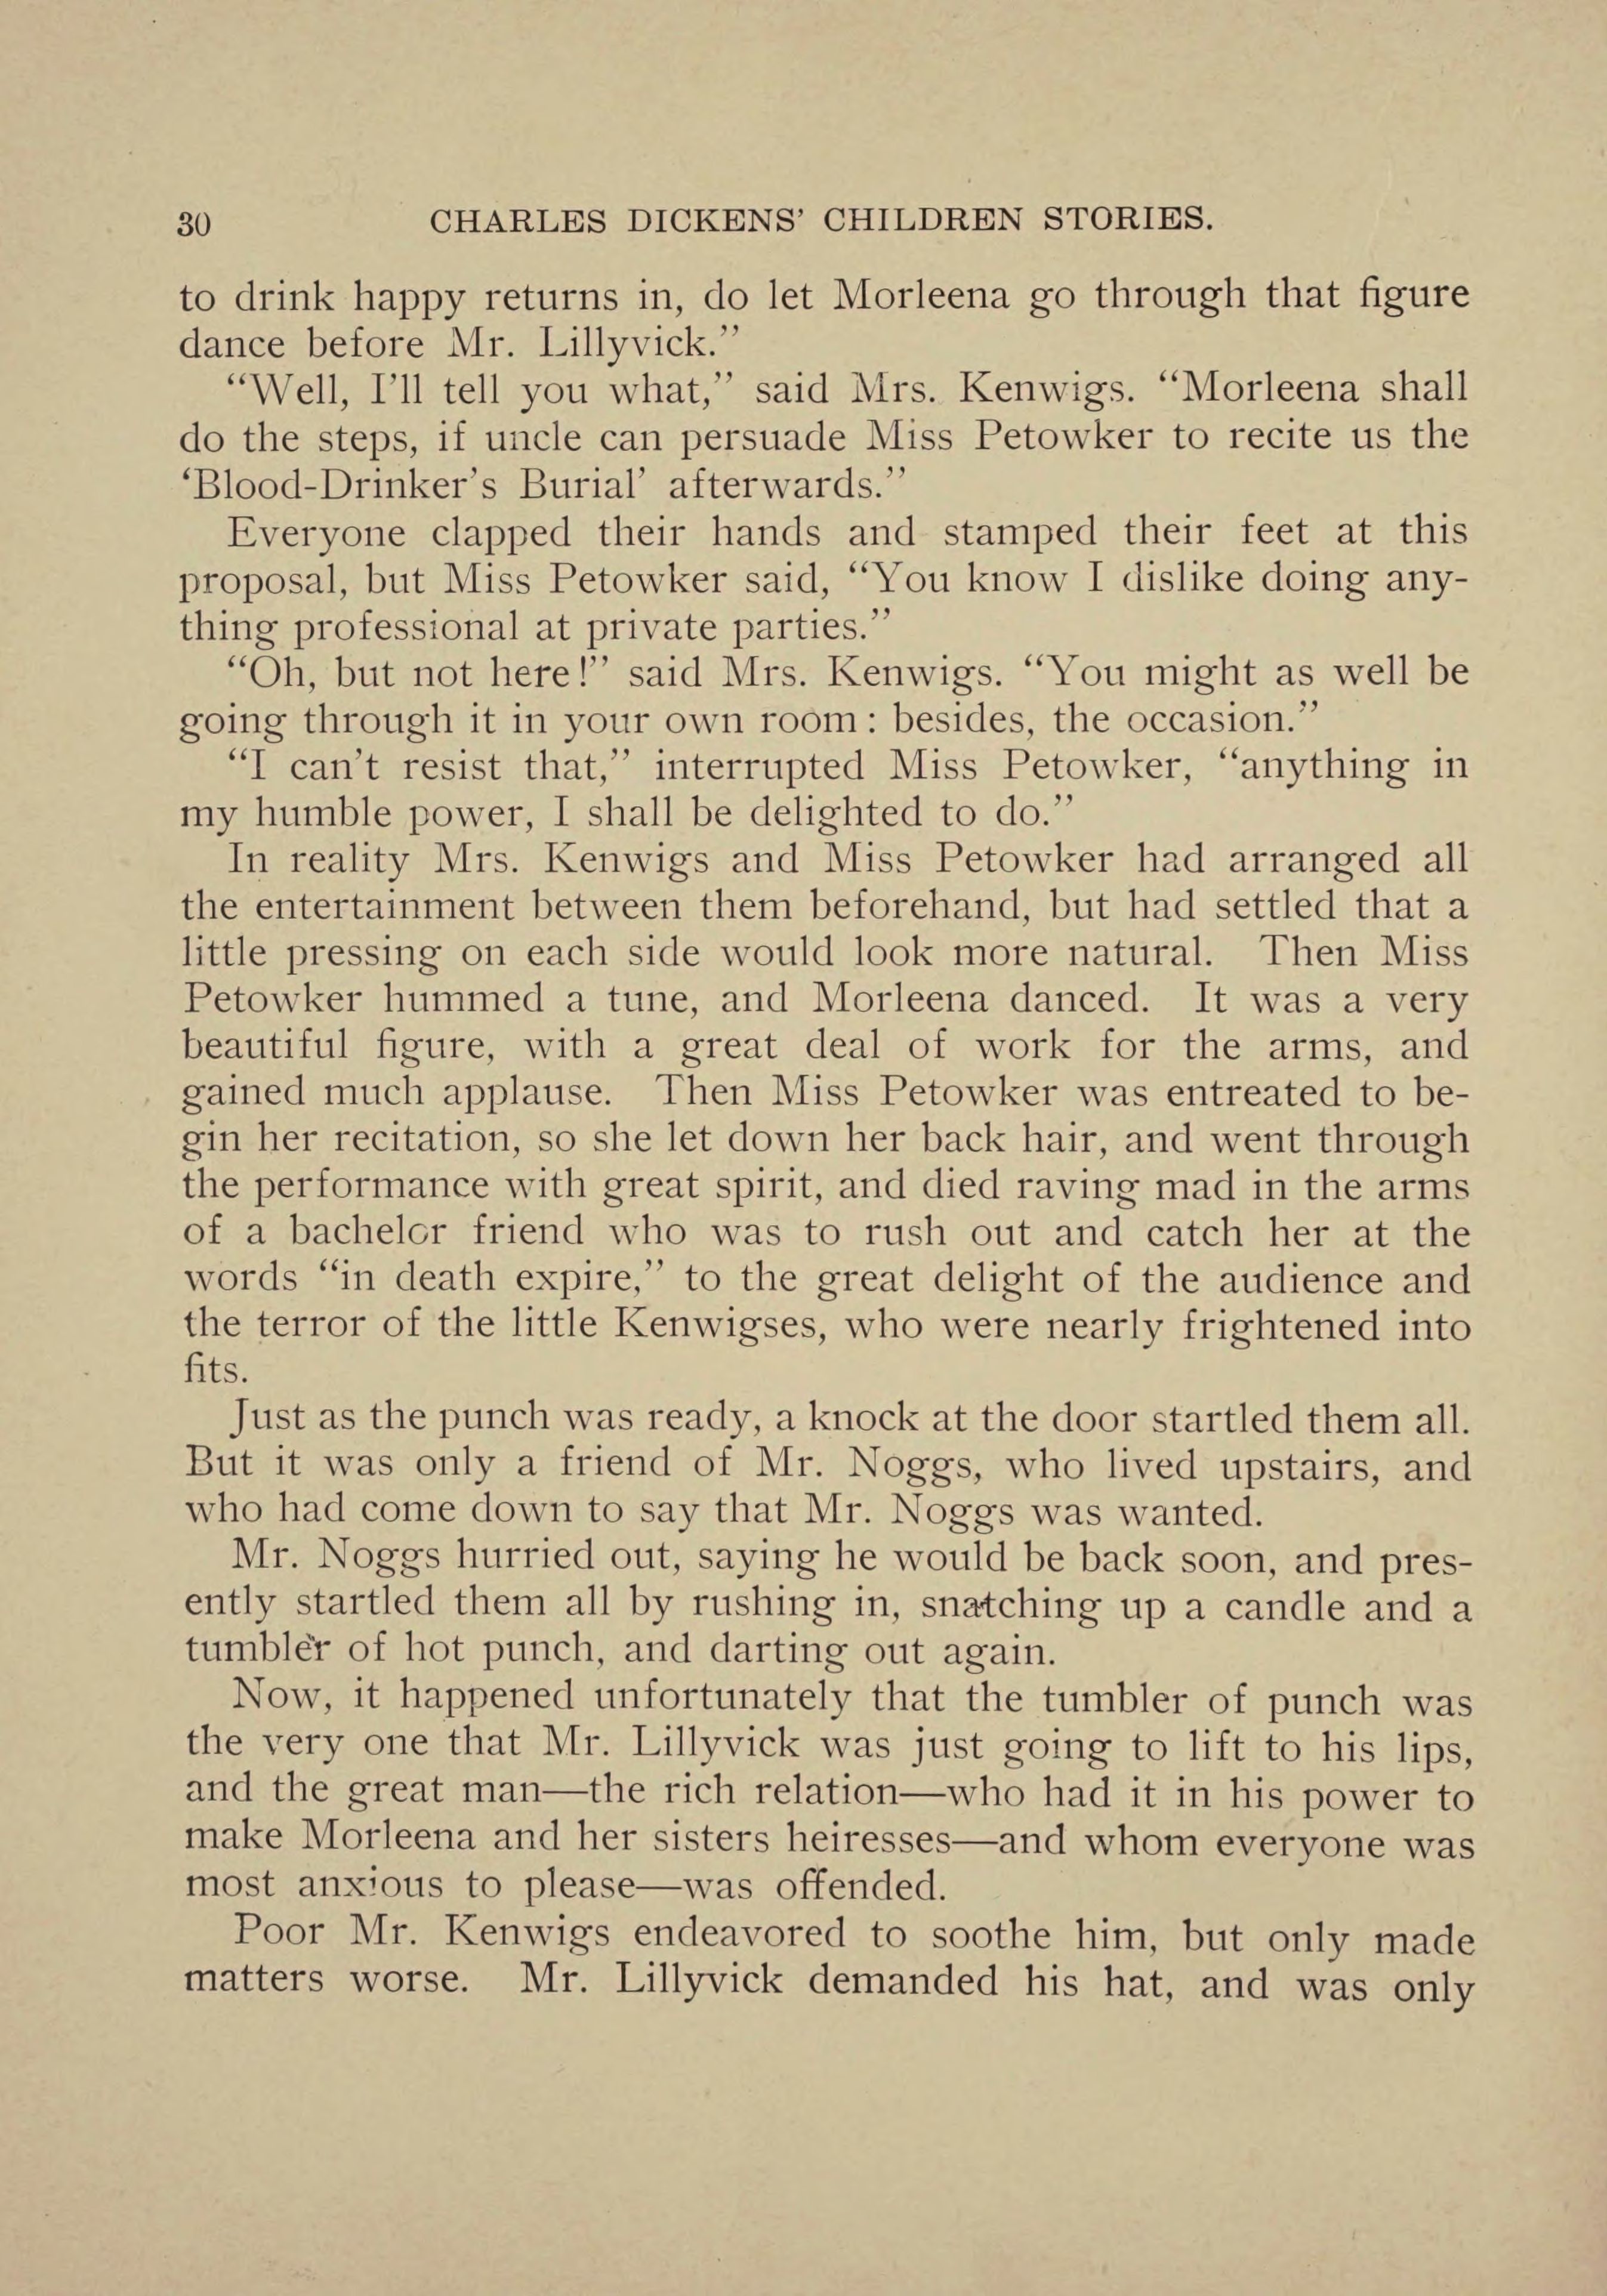 30 CHARLES DICKENS' CHILDREN STORIES.
to drink happy returns in, do let Morleena go through that figure
dance before Mr. Lillyvick.”
“Well, I’ll tell you what,” said Mrs. Kenwigs. “Morleena shall
do the steps, if uncle can persuade Miss Petowker to recite us the
‘Blood-Drinker’s Burial’ afterwards.”
Everyone clapped their hands and stamped their feet at this
proposal, but Miss Petowker said, “You know I dislike doing any-
thing professional at private parties.”
“Oh, but not here!” said Mrs. Kenwigs. “You might as well be
going through it in your own room: besides, the occasion.”
“I can’t resist that,” interrupted Miss Petowker, “anything in
my humble power, I shall be delighted to do.”
In reality Mrs. Kenwigs and Miss Petowker had arranged all
the entertainment between them beforehand, but had settled that a
little pressing on each side would look more natural. Then Miss
Petowker hummed a tune, and Morleena danced. It was a very
beautiful figure, with a great deal of work for the arms, and
gained much applause. Then Miss Petowker was entreated to be-
gin her recitation, so she let down her back hair, and went through
the performance with great spirit, and died raving mad in the arms
of a bachelor friend who was to rush out and catch her at the
words “in death expire,” to the great delight of the audience and
the terror of the little Kenwigses, who were nearly frightened into
fits.
Just as the punch was ready, a knock at the door startled them all.
But it was only a friend of Mr. Noggs, who lived upstairs, and
who had come down to say that Mr. Noggs was wanted.
Mr. Noggs hurried out, saying he would be back soon, and pres-
ently startled them all by rushing in, snatching up a candle and a
tumbler of hot punch, and darting out again.
Now, it happened unfortunately that the tumbler of punch was
the very one that Mr. Lillyvick was just going to lift to his lips,
and the great man—the rich relation—who had it in his power to
make Morleena and her sisters heiresses—and whom everyone was
most anxious to please—was offended.
Poor Mr. Kenwigs endeavored to soothe him, but only made
matters worse. Mr. Lillyvick demanded his hat, and was only